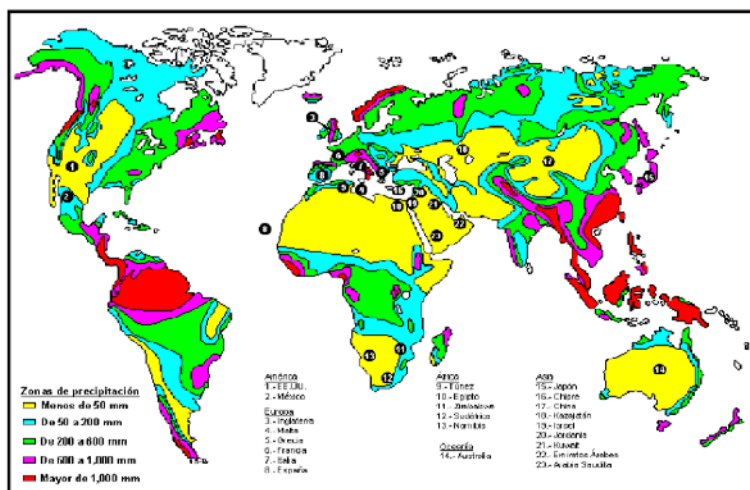 Zonas de precipitación
Menos de 50 mm
De 50 a 200 mm
De 200 a 600 mm
De 600 a 1,000 mm
Mayor de 1,000 mm
América
1.- EE.UU.
2.- México
Europa
3.- Inglaterra
4.- Malta
5.- Grecia
6.- Francia
7.- Italia
8.- España
África
9.- Túnez
10.- Egipto
11.- Zimbabwe
12.- Sudáfrica
13.- Namibia
Oceanía
14.- Australia
Asia
15.- Japón
16.- Chipre
17.- China
18.- Kazajstán
19.- Israel
20.- Jordania
21.- Kuwait
22.- Emiratos Árabes
23.- Arabia Saudita